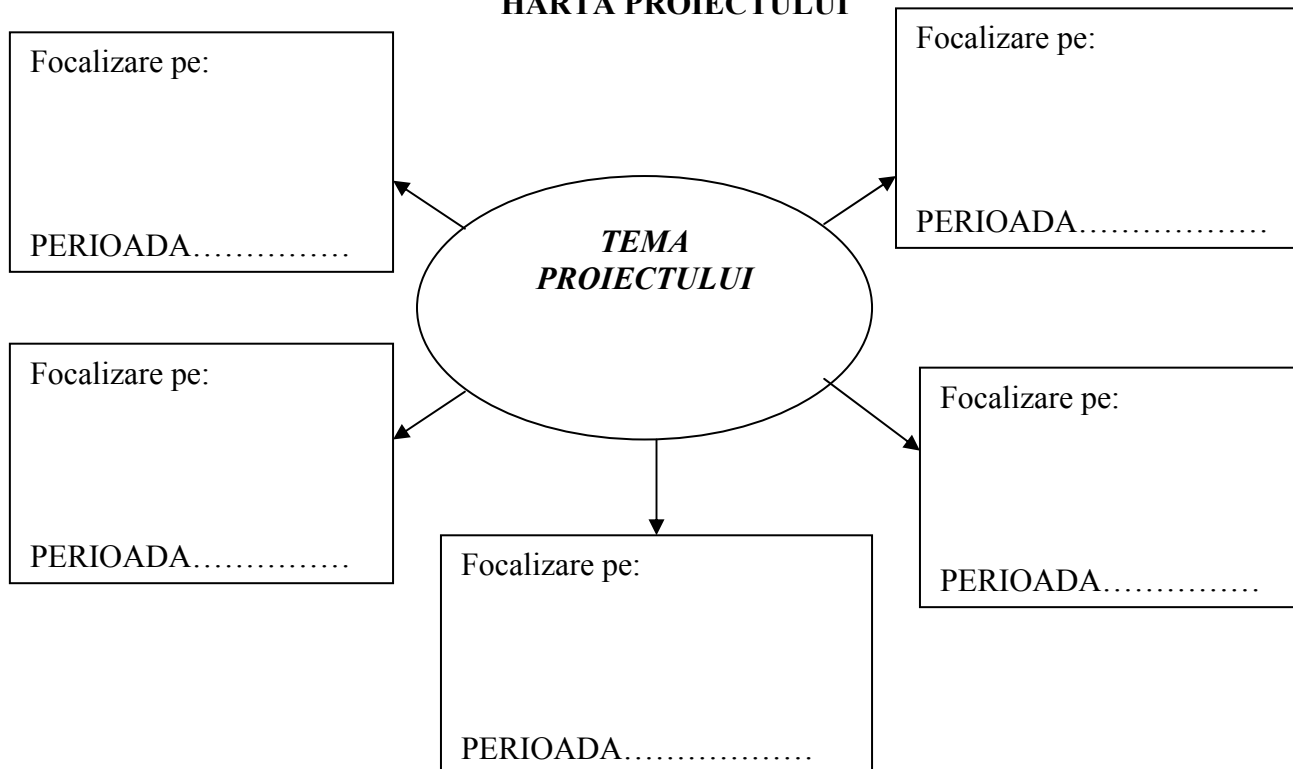 HARTA PROIECTULUI
Focalizare pe:
PERIOADA……………
Focalizare pe:
PERIOADA………………
TEMA
PROIECTULUI
Focalizare pe:
PERIOADA……………
Focalizare pe:
PERIOADA……………
Focalizare pe:
PERIOADA………………